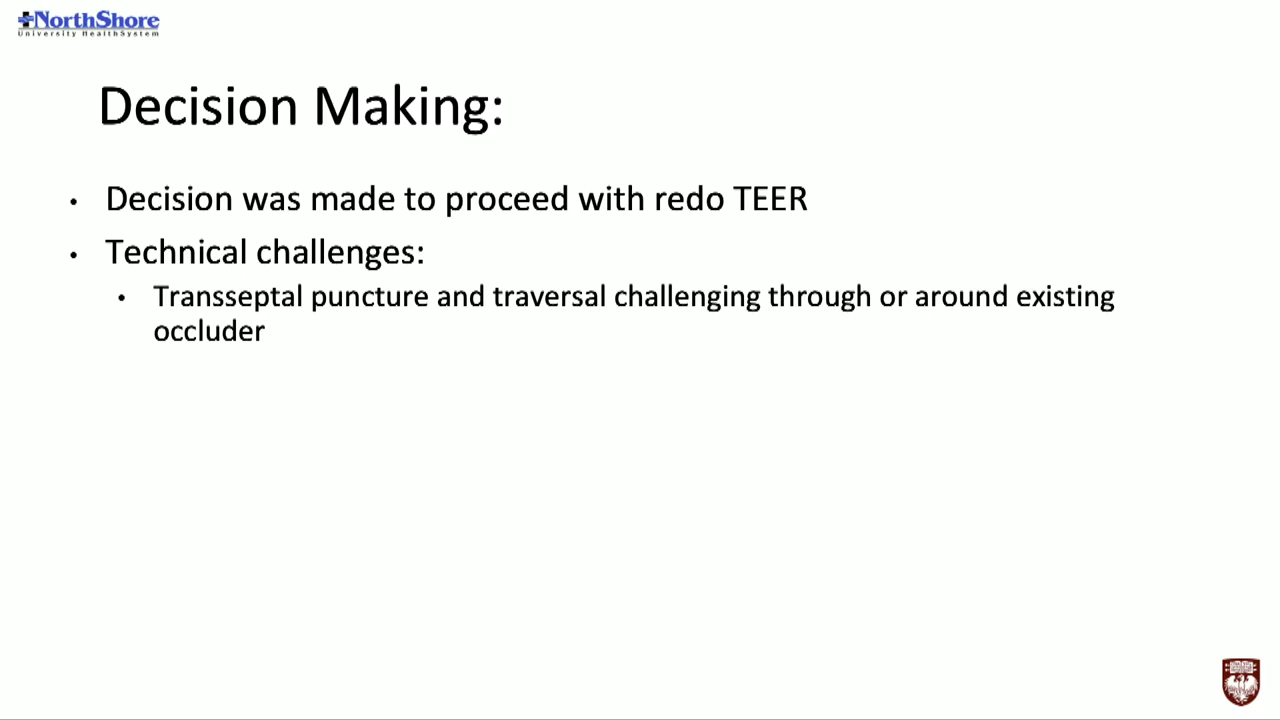 NorthShore
University HealthSystem
Decision Making:
• Decision was made to proceed with redo TEER
• Technical challenges:
• Transseptal puncture and traversal challenging through or around existing
occluder